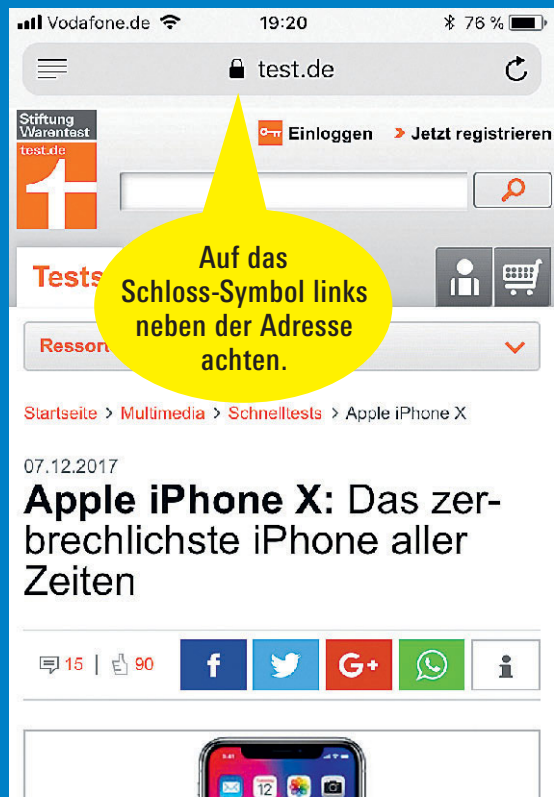 Vodafone.de 19:20 76 %
test.de
Stiftung
Warentest
test.de
Einloggen > Jetzt registrieren
Auf das
Schloss-Symbol links
neben der Adresse
achten.
Tests
Ressort
Startseite > Multimedia > Schnelltests > Apple iPhone X
07.12.2017
Apple iPhone X: Das zer-
brechlichste iPhone aller
Zeiten
15 | 90 f G+ i
12